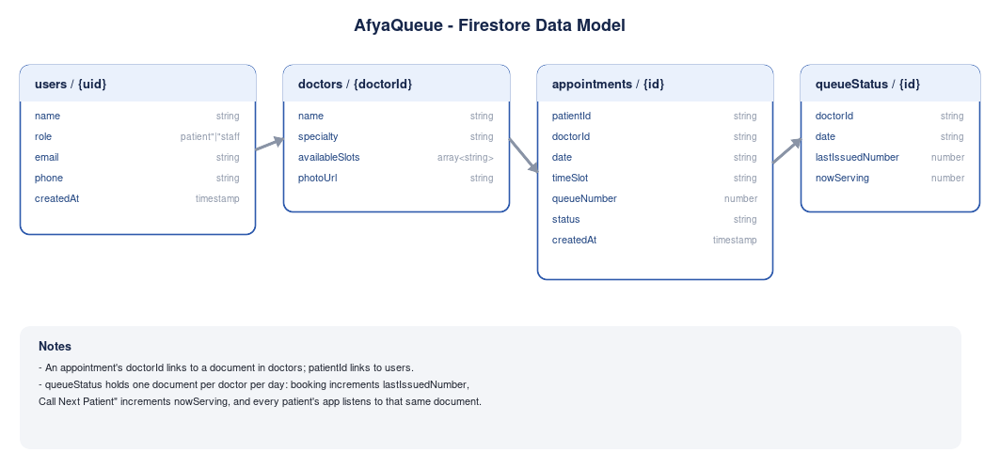 AfyaQueue - Firestore Data Model
users / {uid}
name string
role patient"|"staff
email string
phone string
createdAt timestamp
doctors / {doctorId}
name string
specialty string
availableSlots array<string>
photoUrl string
appointments / {id}
patientId string
doctorId string
date string
timeSlot string
queueNumber number
status string
createdAt timestamp
queueStatus / {id}
doctorId string
date string
lastIssuedNumber number
nowServing number
Notes
- An appointment's doctorId links to a document in doctors; patientId links to users.
- queueStatus holds one document per doctor per day: booking increments lastIssuedNumber,
Call Next Patient" increments nowServing, and every patient's app listens to that same document.